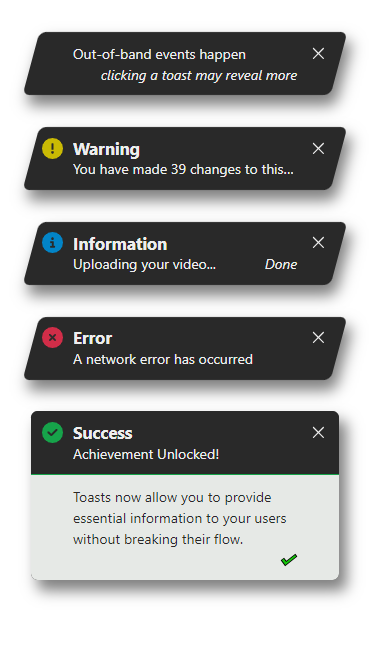 Out-of-band events happen
clicking a toast may reveal more
Warning
You have made 39 changes to this...
Information
Uploading your video... Done
Error
A network error has occurred
Success
Achievement Unlocked!
Toasts now allow you to provide
essential information to your users
without breaking their flow.